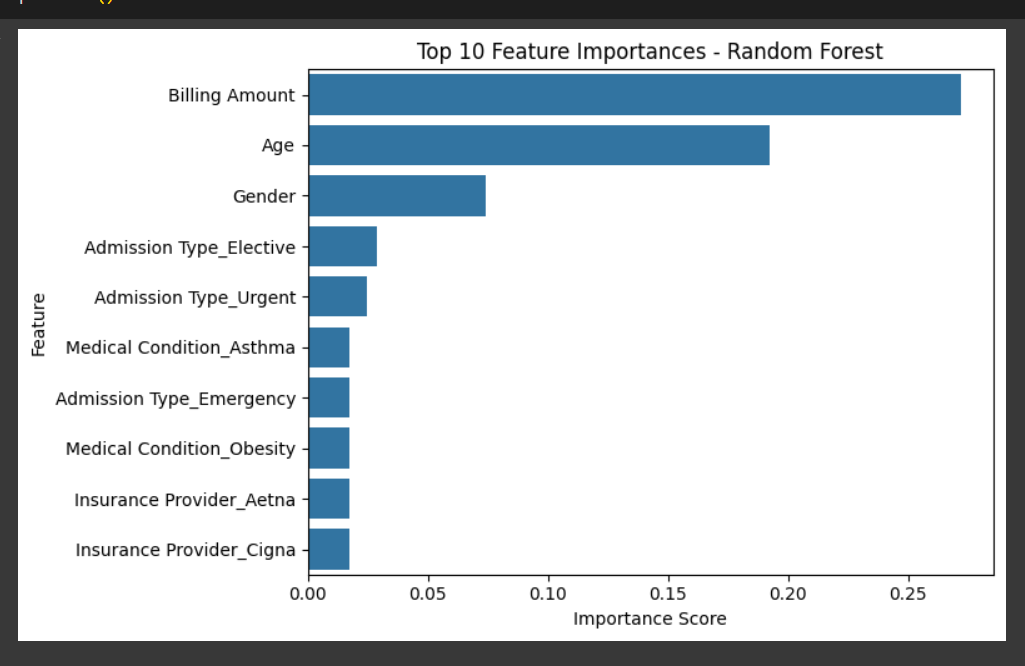 Top 10 Feature Importances - Random Forest
Billing Amount
Age
Gender
Admission Type_Elective
Admission Type_Urgent
Medical Condition_Asthma
Admission Type_Emergency
Medical Condition_Obesity
Insurance Provider_Aetna
Insurance Provider_Cigna
Feature
0.00 0.05 0.10 0.15 0.20 0.25
Importance Score